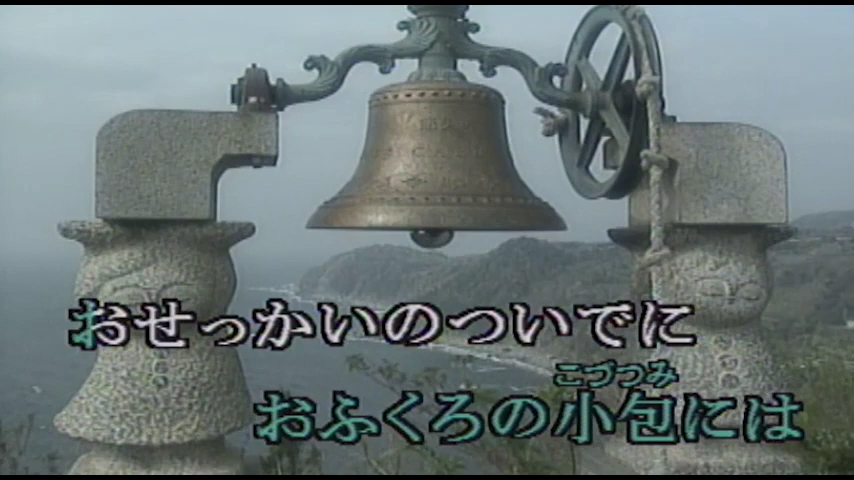 おせっかいのついでに
こづつみ
おふくろの小包には